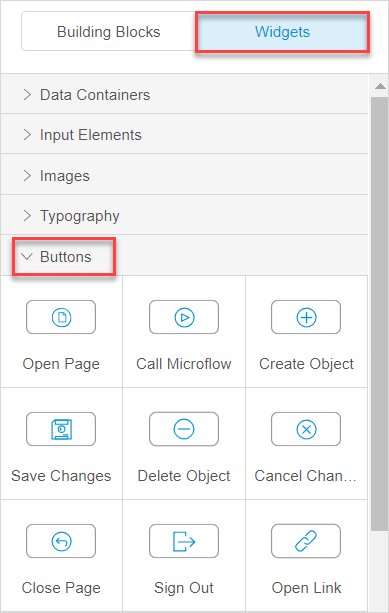 Building Blocks Widgets
Data Containers
Input Elements
Images
Typography
Buttons
Open Page Call Microflow Create Object
Save Changes Delete Object Cancel Chan...
Close Page Sign Out Open Link